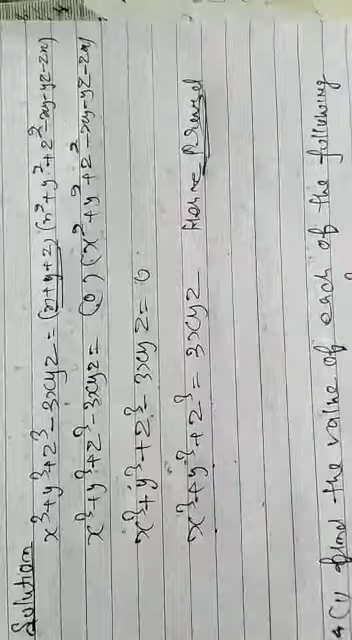 Solution
x³+y³+z³-3xyz = (x+y+z) (x²+y²+z²-xy-yz-zx)
x³+y³+z³-3xyz = (0) (x²+y²+z²-xy-yz-zx)
x³+y³+z³-3xyz = 0
x³+y³+z³ = 3xyz Hence Proved
find the value of each of the following